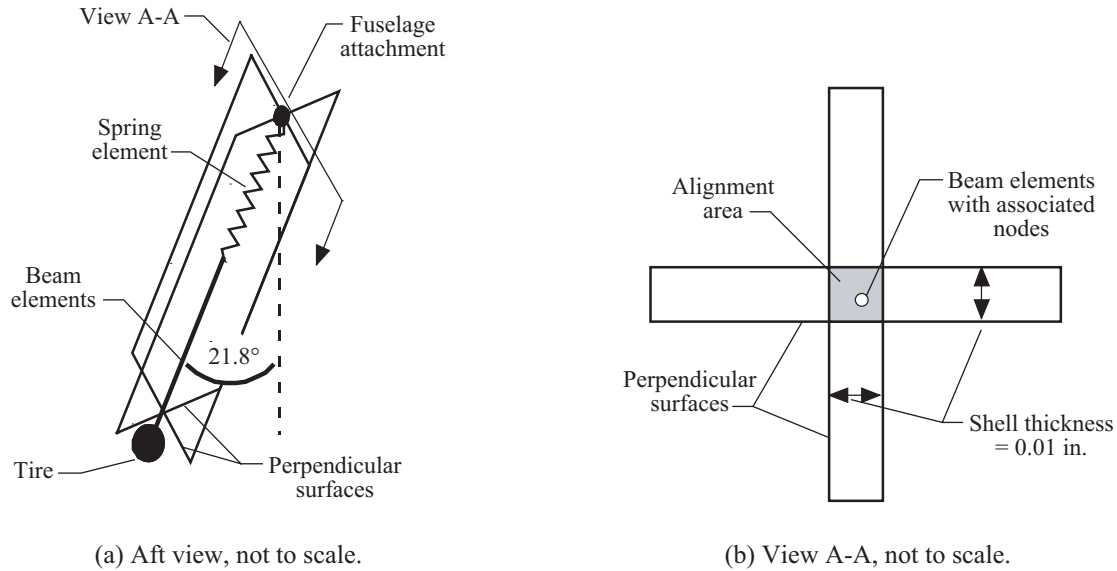 View A-A
Fuselage
attachment
Spring
element
Beam
elements
21.8°
Tire
Perpendicular
surfaces
(a) Aft view, not to scale.
Alignment
area
Beam elements
with associated
nodes
Perpendicular
surfaces
Shell thickness
= 0.01 in.
(b) View A-A, not to scale.